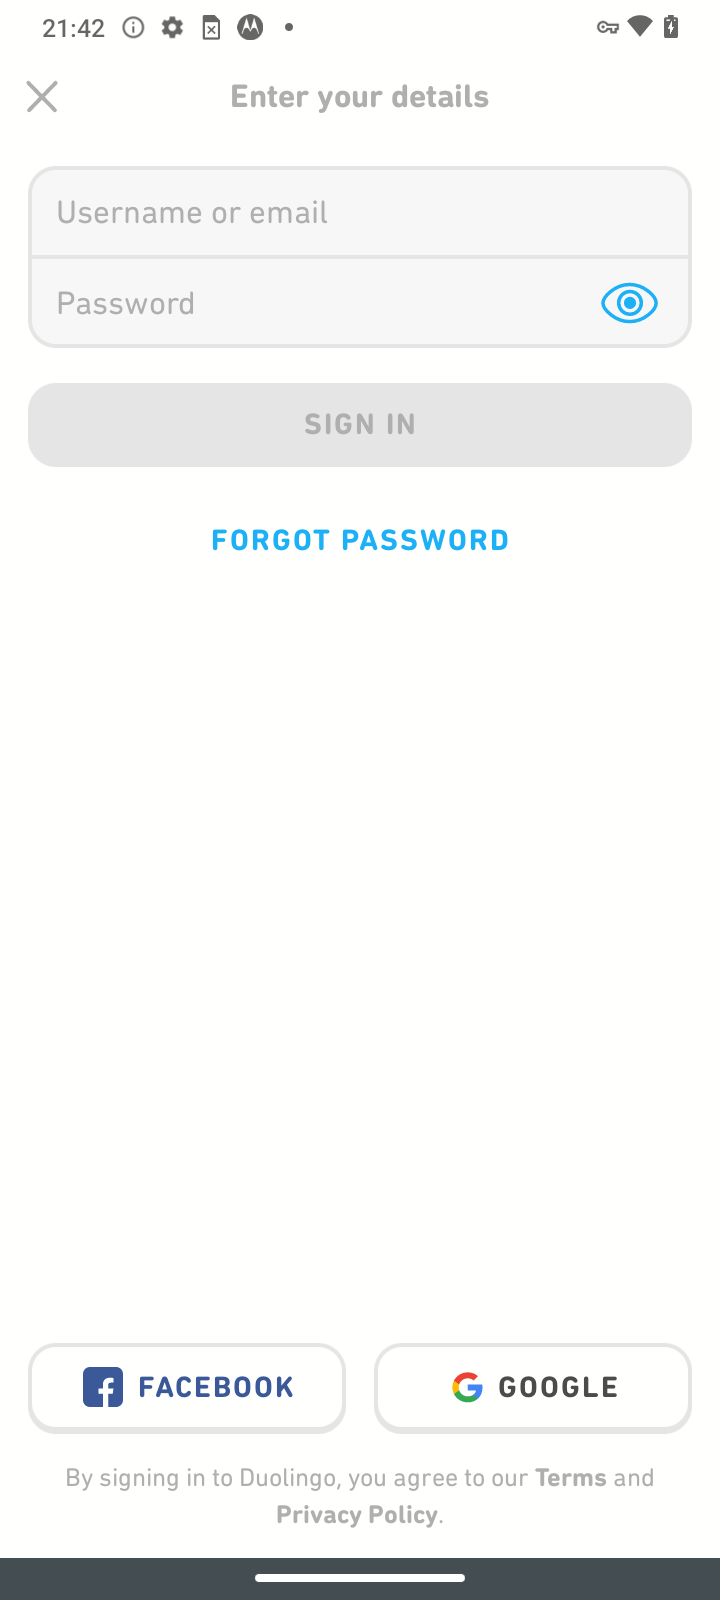 21:42
Enter your details
Username or email
Password
SIGN IN
FORGOT PASSWORD
FACEBOOK
GOOGLE
By signing in to Duolingo, you agree to our Terms and
Privacy Policy.